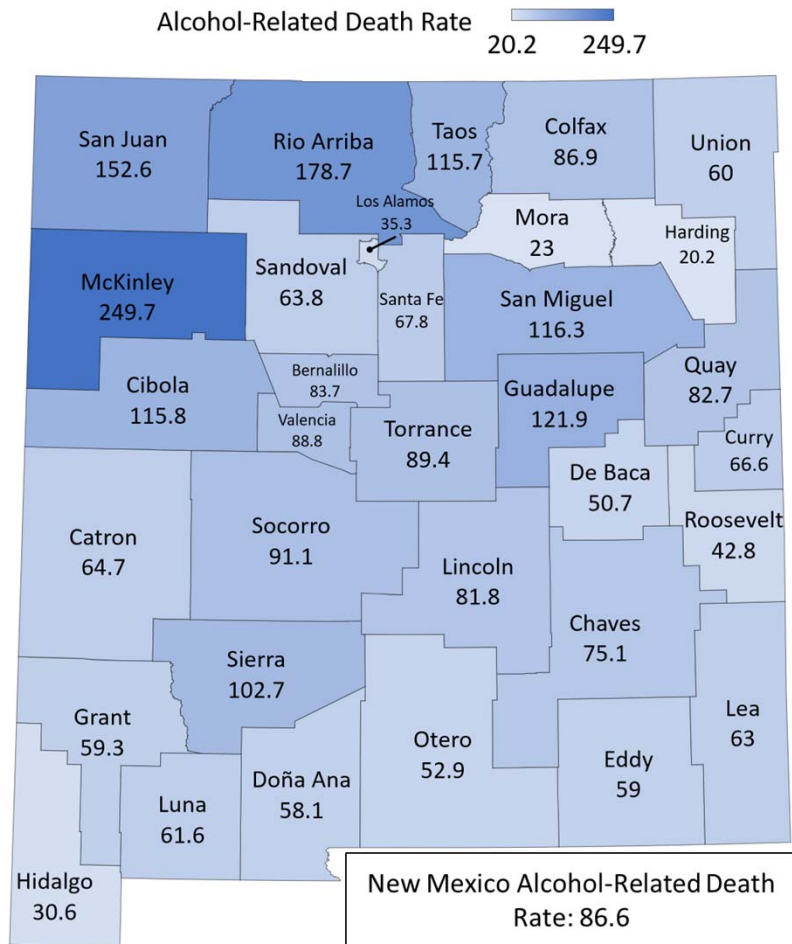 Alcohol-Related Death Rate
20.2 249.7
San Juan
152.6
Rio Arriba
178.7
Taos
115.7
Colfax
86.9
Union
60
Los Alamos
35.3
Mora
23
Harding
20.2
McKinley
249.7
Sandoval
63.8
Santa Fe
67.8
San Miguel
116.3
Cibola
115.8
Bernalillo
83.7
Valencia
88.8
Torrance
89.4
Guadalupe
121.9
Quay
82.7
Curry
66.6
De Baca
50.7
Roosevelt
42.8
Catron
64.7
Socorro
91.1
Lincoln
81.8
Chaves
75.1
Sierra
102.7
Grant
59.3
Otero
52.9
Lea
63
Eddy
59
Doña Ana
58.1
Luna
61.6
Hidalgo
30.6
New Mexico Alcohol-Related Death
Rate: 86.6